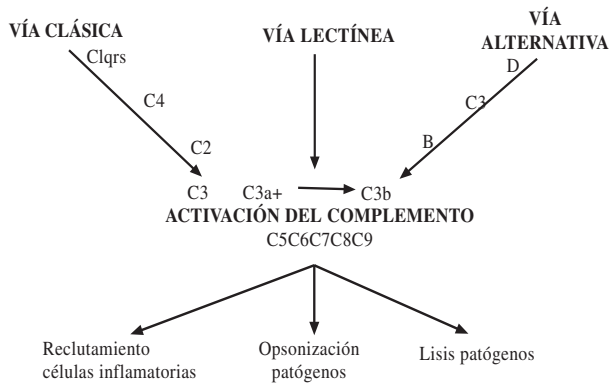 VÍA CLÁSICA
VÍA LECTÍNEA
VÍA
ALTERNATIVA
Clqrs
D
C4
C3
C2
B
C3 C3a+ C3b
ACTIVACIÓN DEL COMPLEMENTO
C5C6C7C8C9
Reclutamiento
células inflamatorias
Opsonización
patógenos
Lisis patógenos